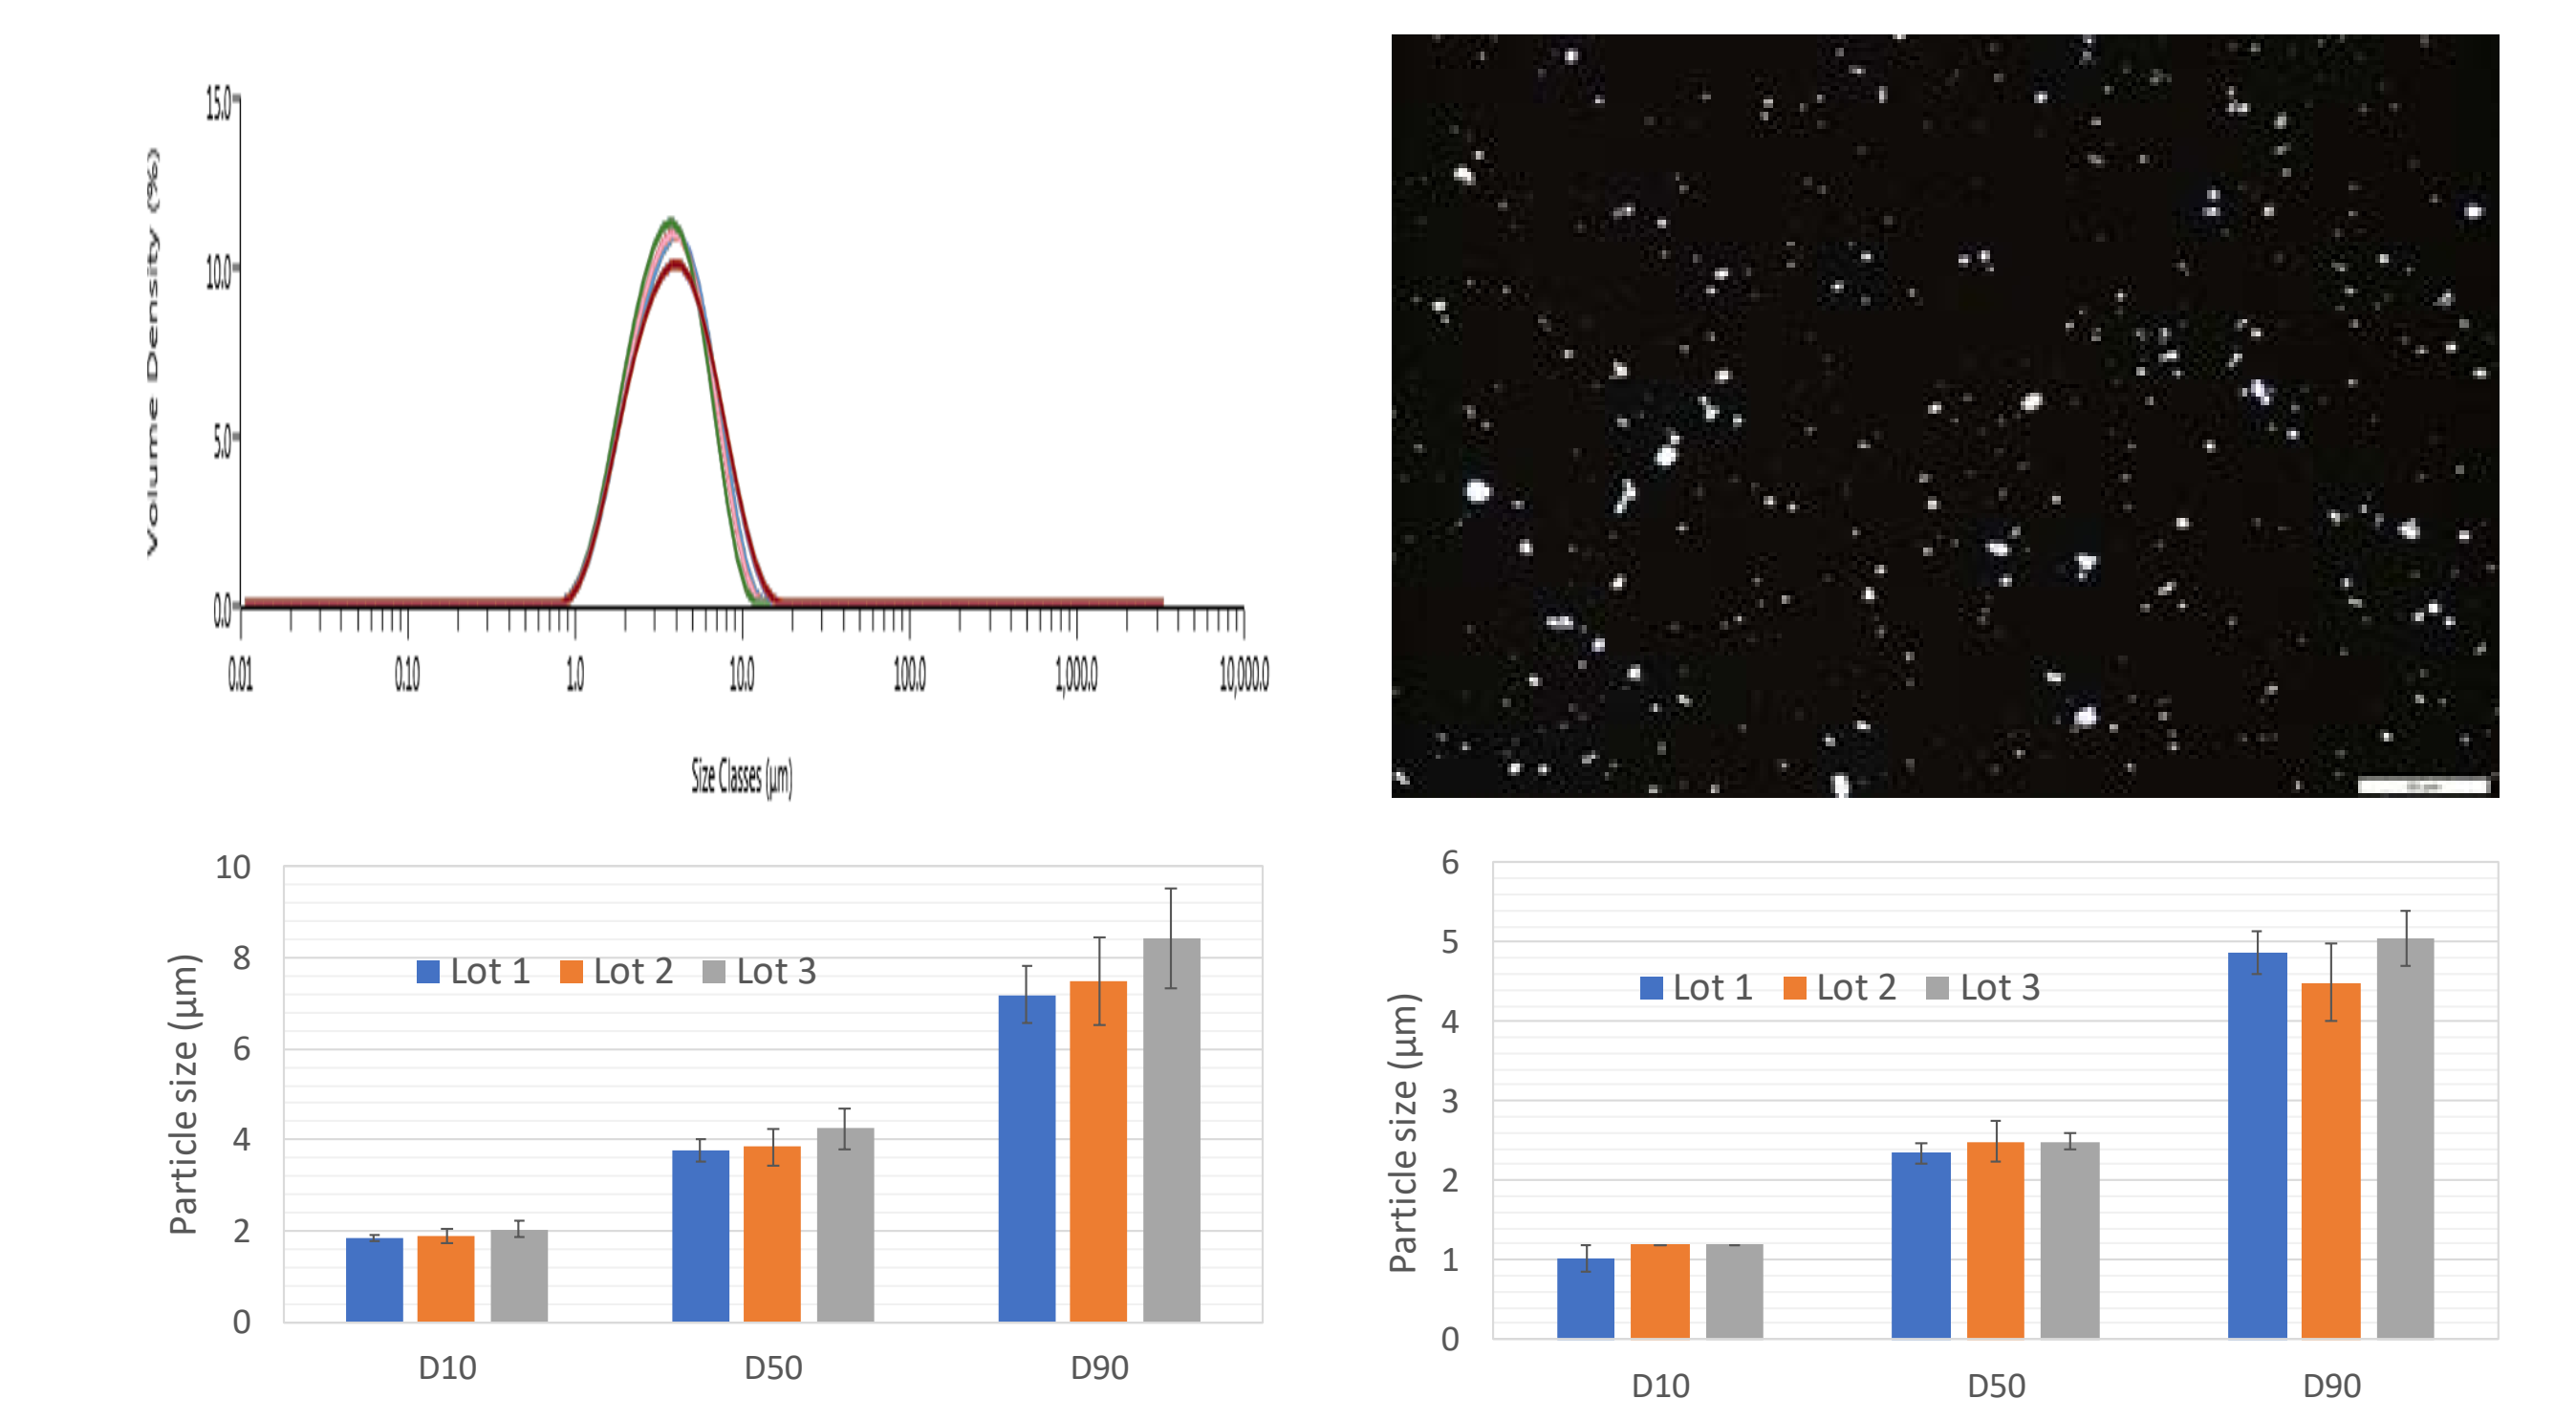 Volume Density (%)
15.0
10.0
5.0
0.0
0.01 0.10 1.0 10.0 100.0 1,000.0 10,000.0
Size Classes (µm)
Particle size (µm)
10
8
6
4
2
0
Lot 1 Lot 2 Lot 3
D10 D50 D90
Particle size (µm)
6
5
4
3
2
1
0
Lot 1 Lot 2 Lot 3
D10 D50 D90